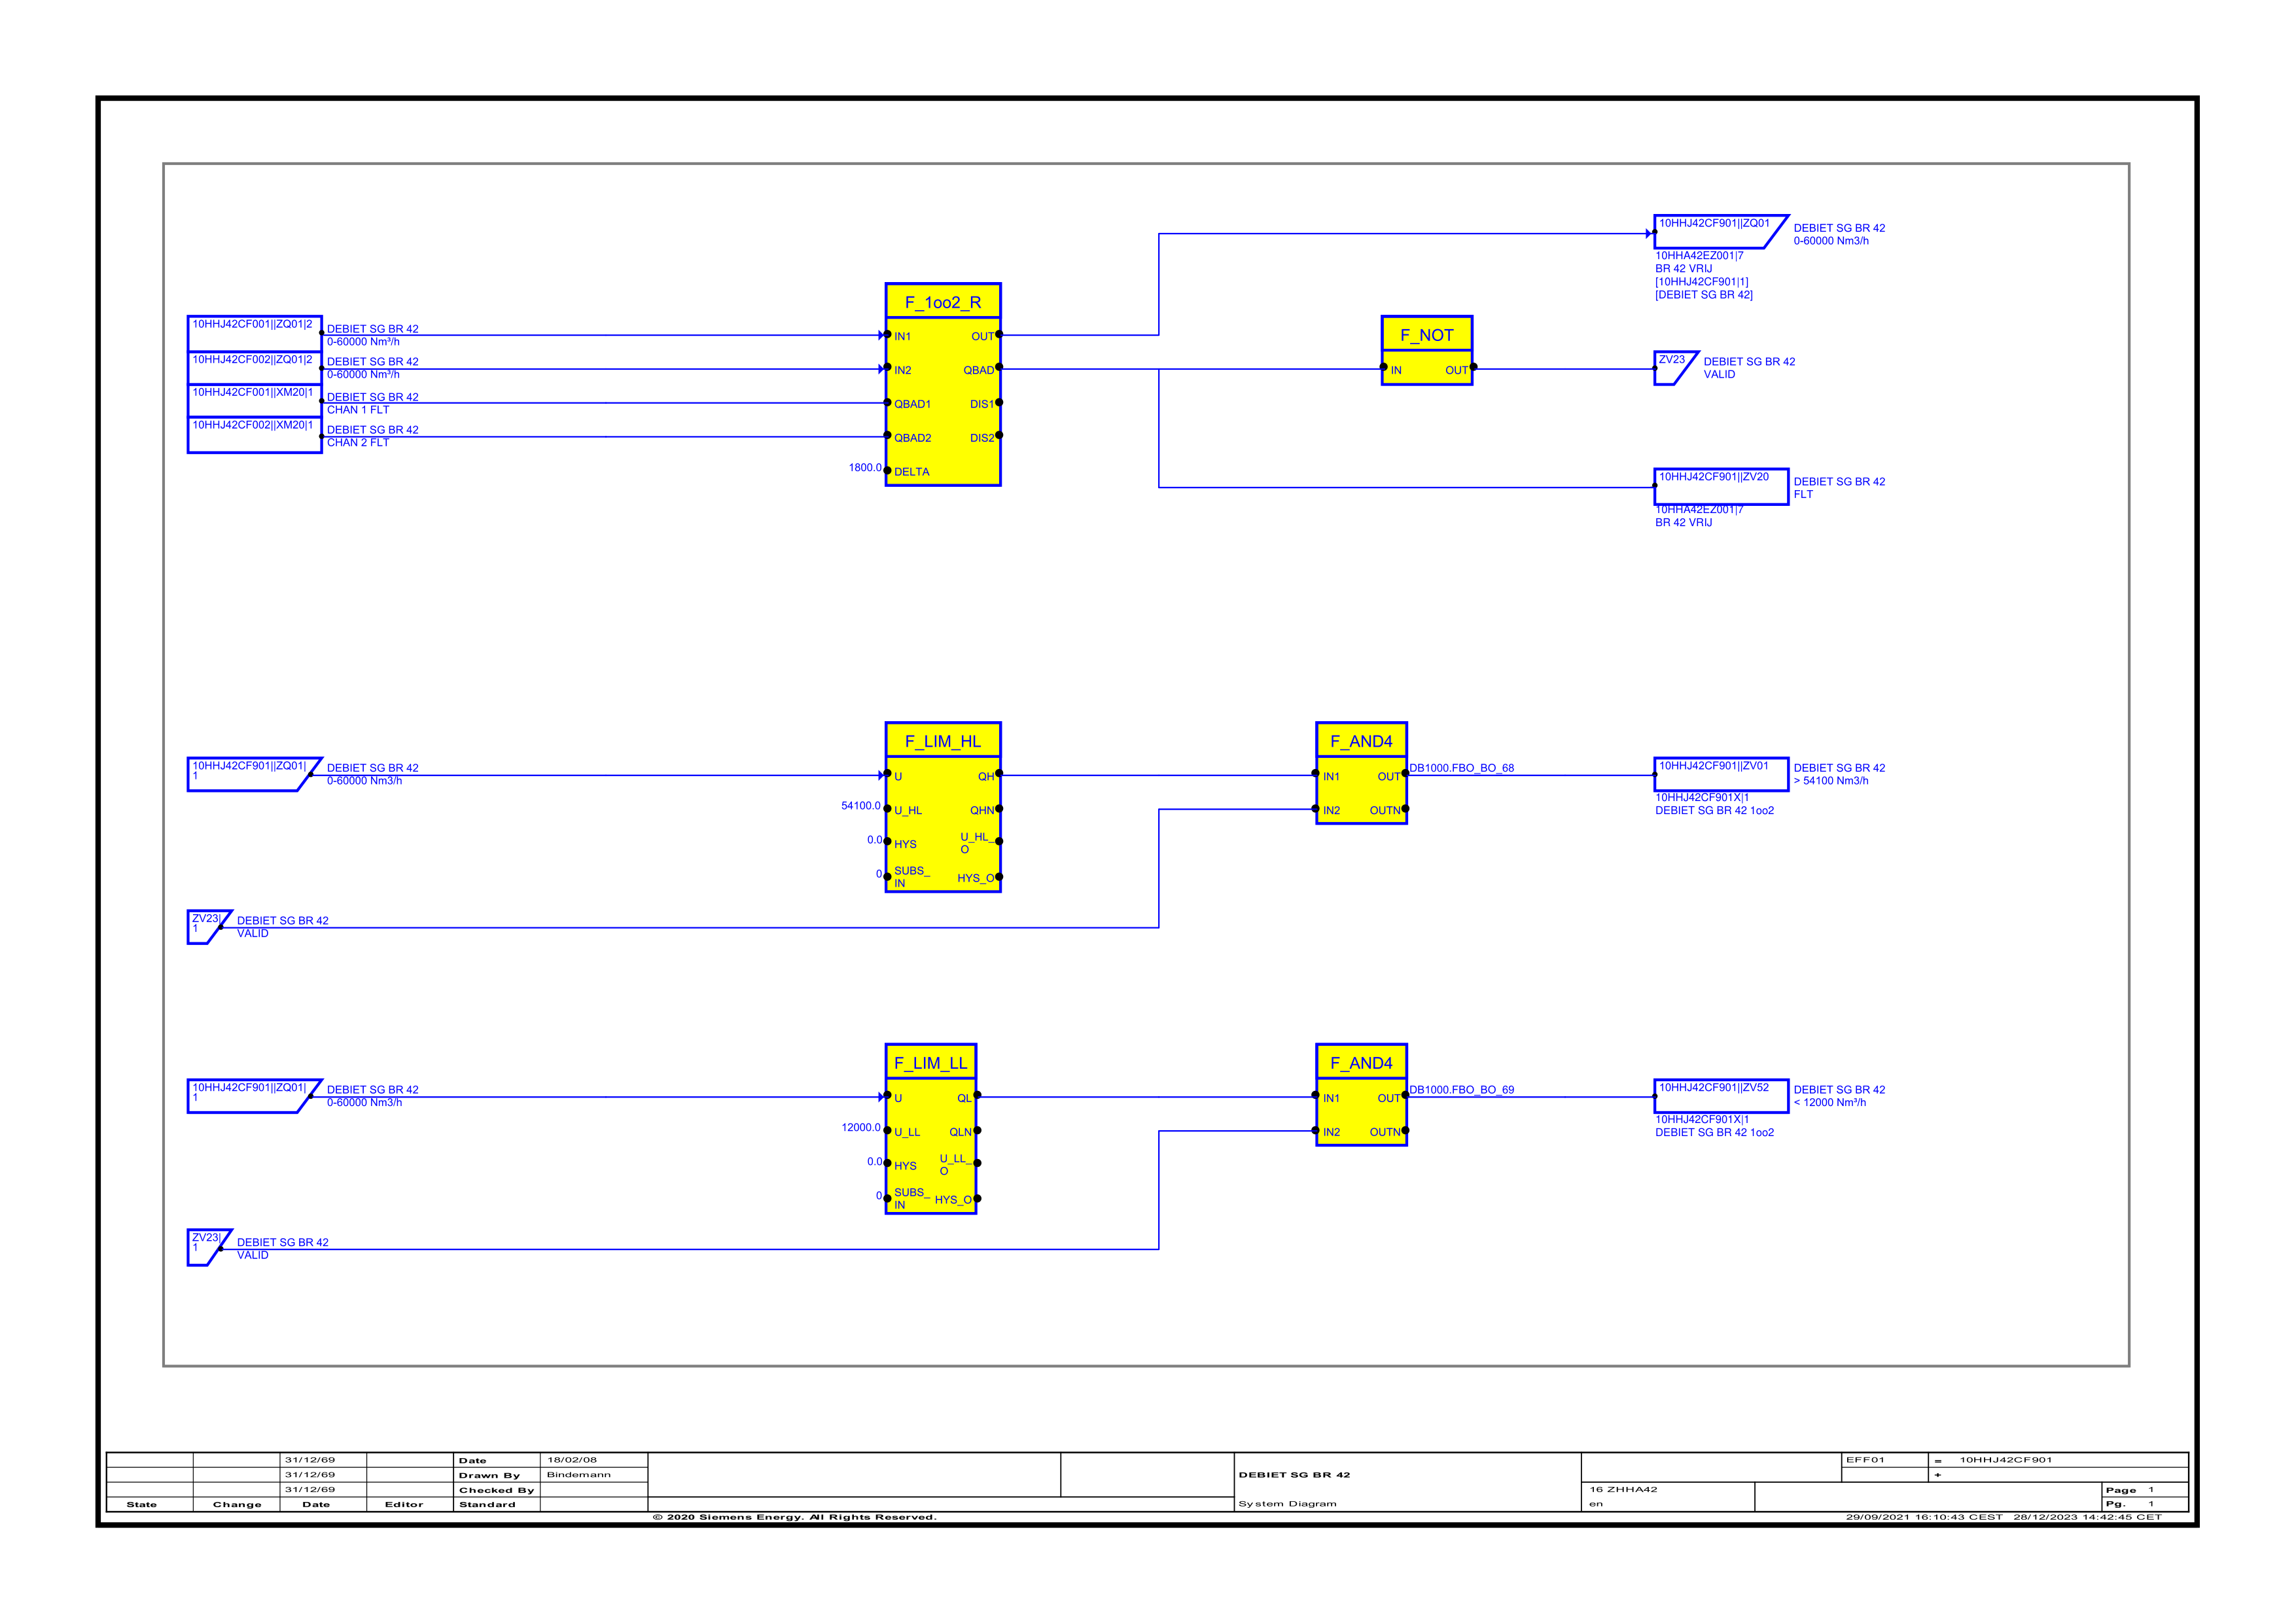 10HHJ42CF901||ZQ01
DEBIET SG BR 42
0-60000 Nm3/h
10HHA42EZ001|7
BR 42 VRIJ
[10HHJ42CF901|1]
[DEBIET SG BR 42]
F_1oo2_R
10HHJ42CF001||ZQ01|2
DEBIET SG BR 42
0-60000 Nm³/h
IN1
OUT
10HHJ42CF002||ZQ01|2
DEBIET SG BR 42
0-60000 Nm³/h
IN2
QBAD
10HHJ42CF001||XM20|1
DEBIET SG BR 42
CHAN 1 FLT
QBAD1
DIS1
10HHJ42CF002||XM20|1
DEBIET SG BR 42
CHAN 2 FLT
QBAD2
DIS2
1800.0
DELTA
F_NOT
IN
OUT
ZV23
DEBIET SG BR 42
VALID
10HHJ42CF901||ZV20
DEBIET SG BR 42
FLT
10HHA42EZ001|7
BR 42 VRIJ
10HHJ42CF901||ZQ01|
1
DEBIET SG BR 42
0-60000 Nm3/h
F_LIM_HL
U
QH
54100.0
U_HL
QHN
0.0
HYS
U_HL_
O
0
SUBS_
IN
HYS_O
F_AND4
IN1
OUT
IN2
OUTN
DB1000.FBO_BO_68
10HHJ42CF901||ZV01
DEBIET SG BR 42
> 54100 Nm3/h
10HHJ42CF901X|1
DEBIET SG BR 42 1oo2
ZV23|
1
DEBIET SG BR 42
VALID
10HHJ42CF901||ZQ01|
1
DEBIET SG BR 42
0-60000 Nm3/h
F_LIM_LL
U
QL
12000.0
U_LL
QLN
0.0
HYS
U_LL_
O
0
SUBS_
IN
HYS_O
F_AND4
IN1
OUT
IN2
OUTN
DB1000.FBO_BO_69
10HHJ42CF901||ZV52
DEBIET SG BR 42
< 12000 Nm³/h
10HHJ42CF901X|1
DEBIET SG BR 42 1oo2
ZV23|
1
DEBIET SG BR 42
VALID
31/12/69 Date 18/02/08 EFF01 = 10HHJ42CF901
31/12/69 Drawn By Bindemann DEBIET SG BR 42 +
31/12/69 Checked By 16 ZHHA42 Page 1
State Change Date Editor Standard System Diagram en Pg. 1
© 2020 Siemens Energy. All Rights Reserved. 29/09/2021 16:10:43 CEST 28/12/2023 14:42:45 CET